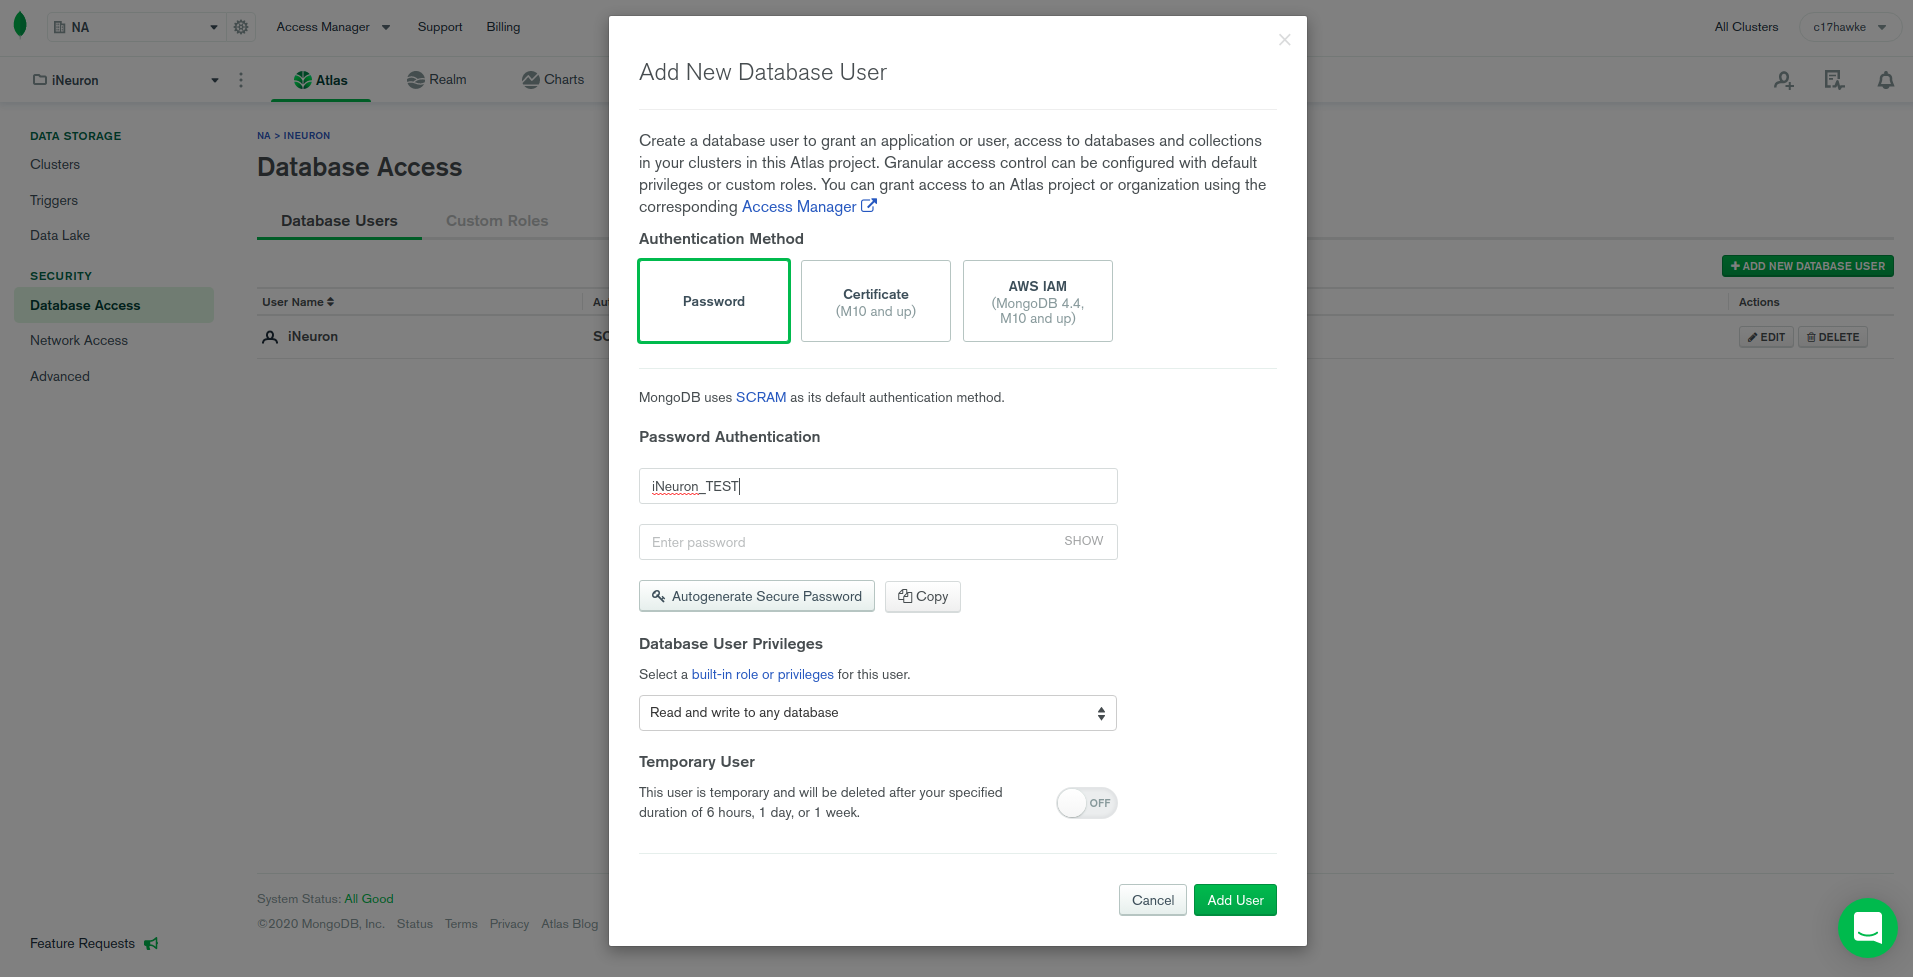 NA
Access Manager
Support
Billing
All Clusters
c17hawke
iNeuron
Atlas
Realm
Charts
DATA STORAGE
Clusters
Triggers
Data Lake
SECURITY
Database Access
Network Access
Advanced
Feature Requests
NA > INEURON
Database Access
Database Users
Custom Roles
+ ADD NEW DATABASE USER
User Name
Au
Actions
iNeuron
SC
EDIT
DELETE
System Status: All Good
©2020 MongoDB, Inc.
Status
Terms
Privacy
Atlas Blog
×
Add New Database User
Create a database user to grant an application or user, access to databases and collections
in your clusters in this Atlas project. Granular access control can be configured with default
privileges or custom roles. You can grant access to an Atlas project or organization using the
corresponding Access Manager
Authentication Method
Password
Certificate
(M10 and up)
AWS IAM
(MongoDB 4.4,
M10 and up)
MongoDB uses SCRAM as its default authentication method.
Password Authentication
iNeuron_TEST
Enter password
SHOW
Autogenerate Secure Password
Copy
Database User Privileges
Select a built-in role or privileges for this user.
Read and write to any database
Temporary User
This user is temporary and will be deleted after your specified
duration of 6 hours, 1 day, or 1 week.
OFF
Cancel
Add User